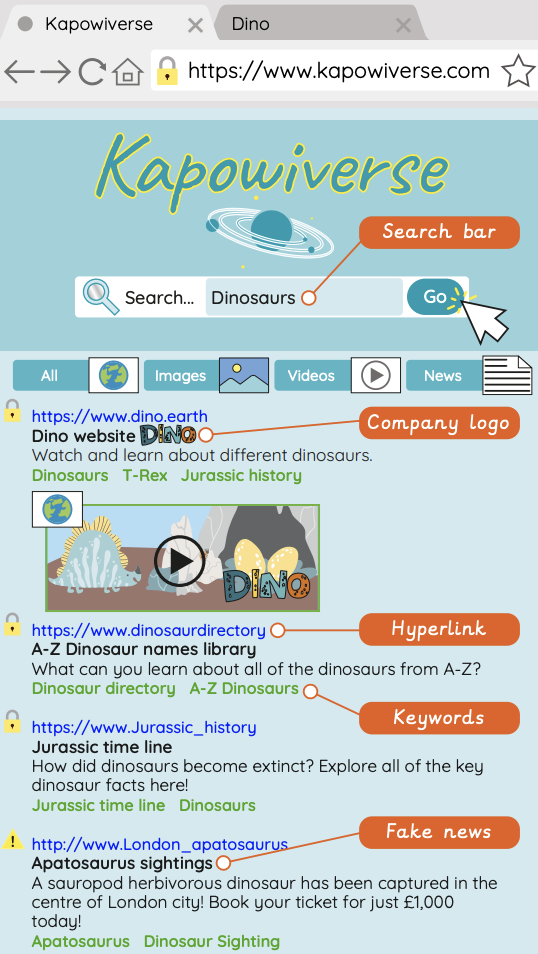 Kapowiverse
Dino
https://www.kapowiverse.com
Kapowiverse
Search bar
Search... Dinosaurs Go
All Images Videos News
https://www.dino.earth
Company logo
Dino website DINO
Watch and learn about different dinosaurs.
Dinosaurs T-Rex Jurassic history
DINO
https://www.dinosaurdirectory
Hyperlink
A-Z Dinosaur names library
What can you learn about all of the dinosaurs from A-Z?
Dinosaur directory A-Z Dinosaurs
Keywords
https://www.Jurassic_history
Jurassic time line
How did dinosaurs become extinct? Explore all of the key
dinosaur facts here!
Jurassic time line Dinosaurs
Fake news
http://www.London_apatosaurus
Apatosaurus sightings
A sauropod herbivorous dinosaur has been captured in the
centre of London city! Book your ticket for just £1,000
today!
Apatosaurus Dinosaur Sighting